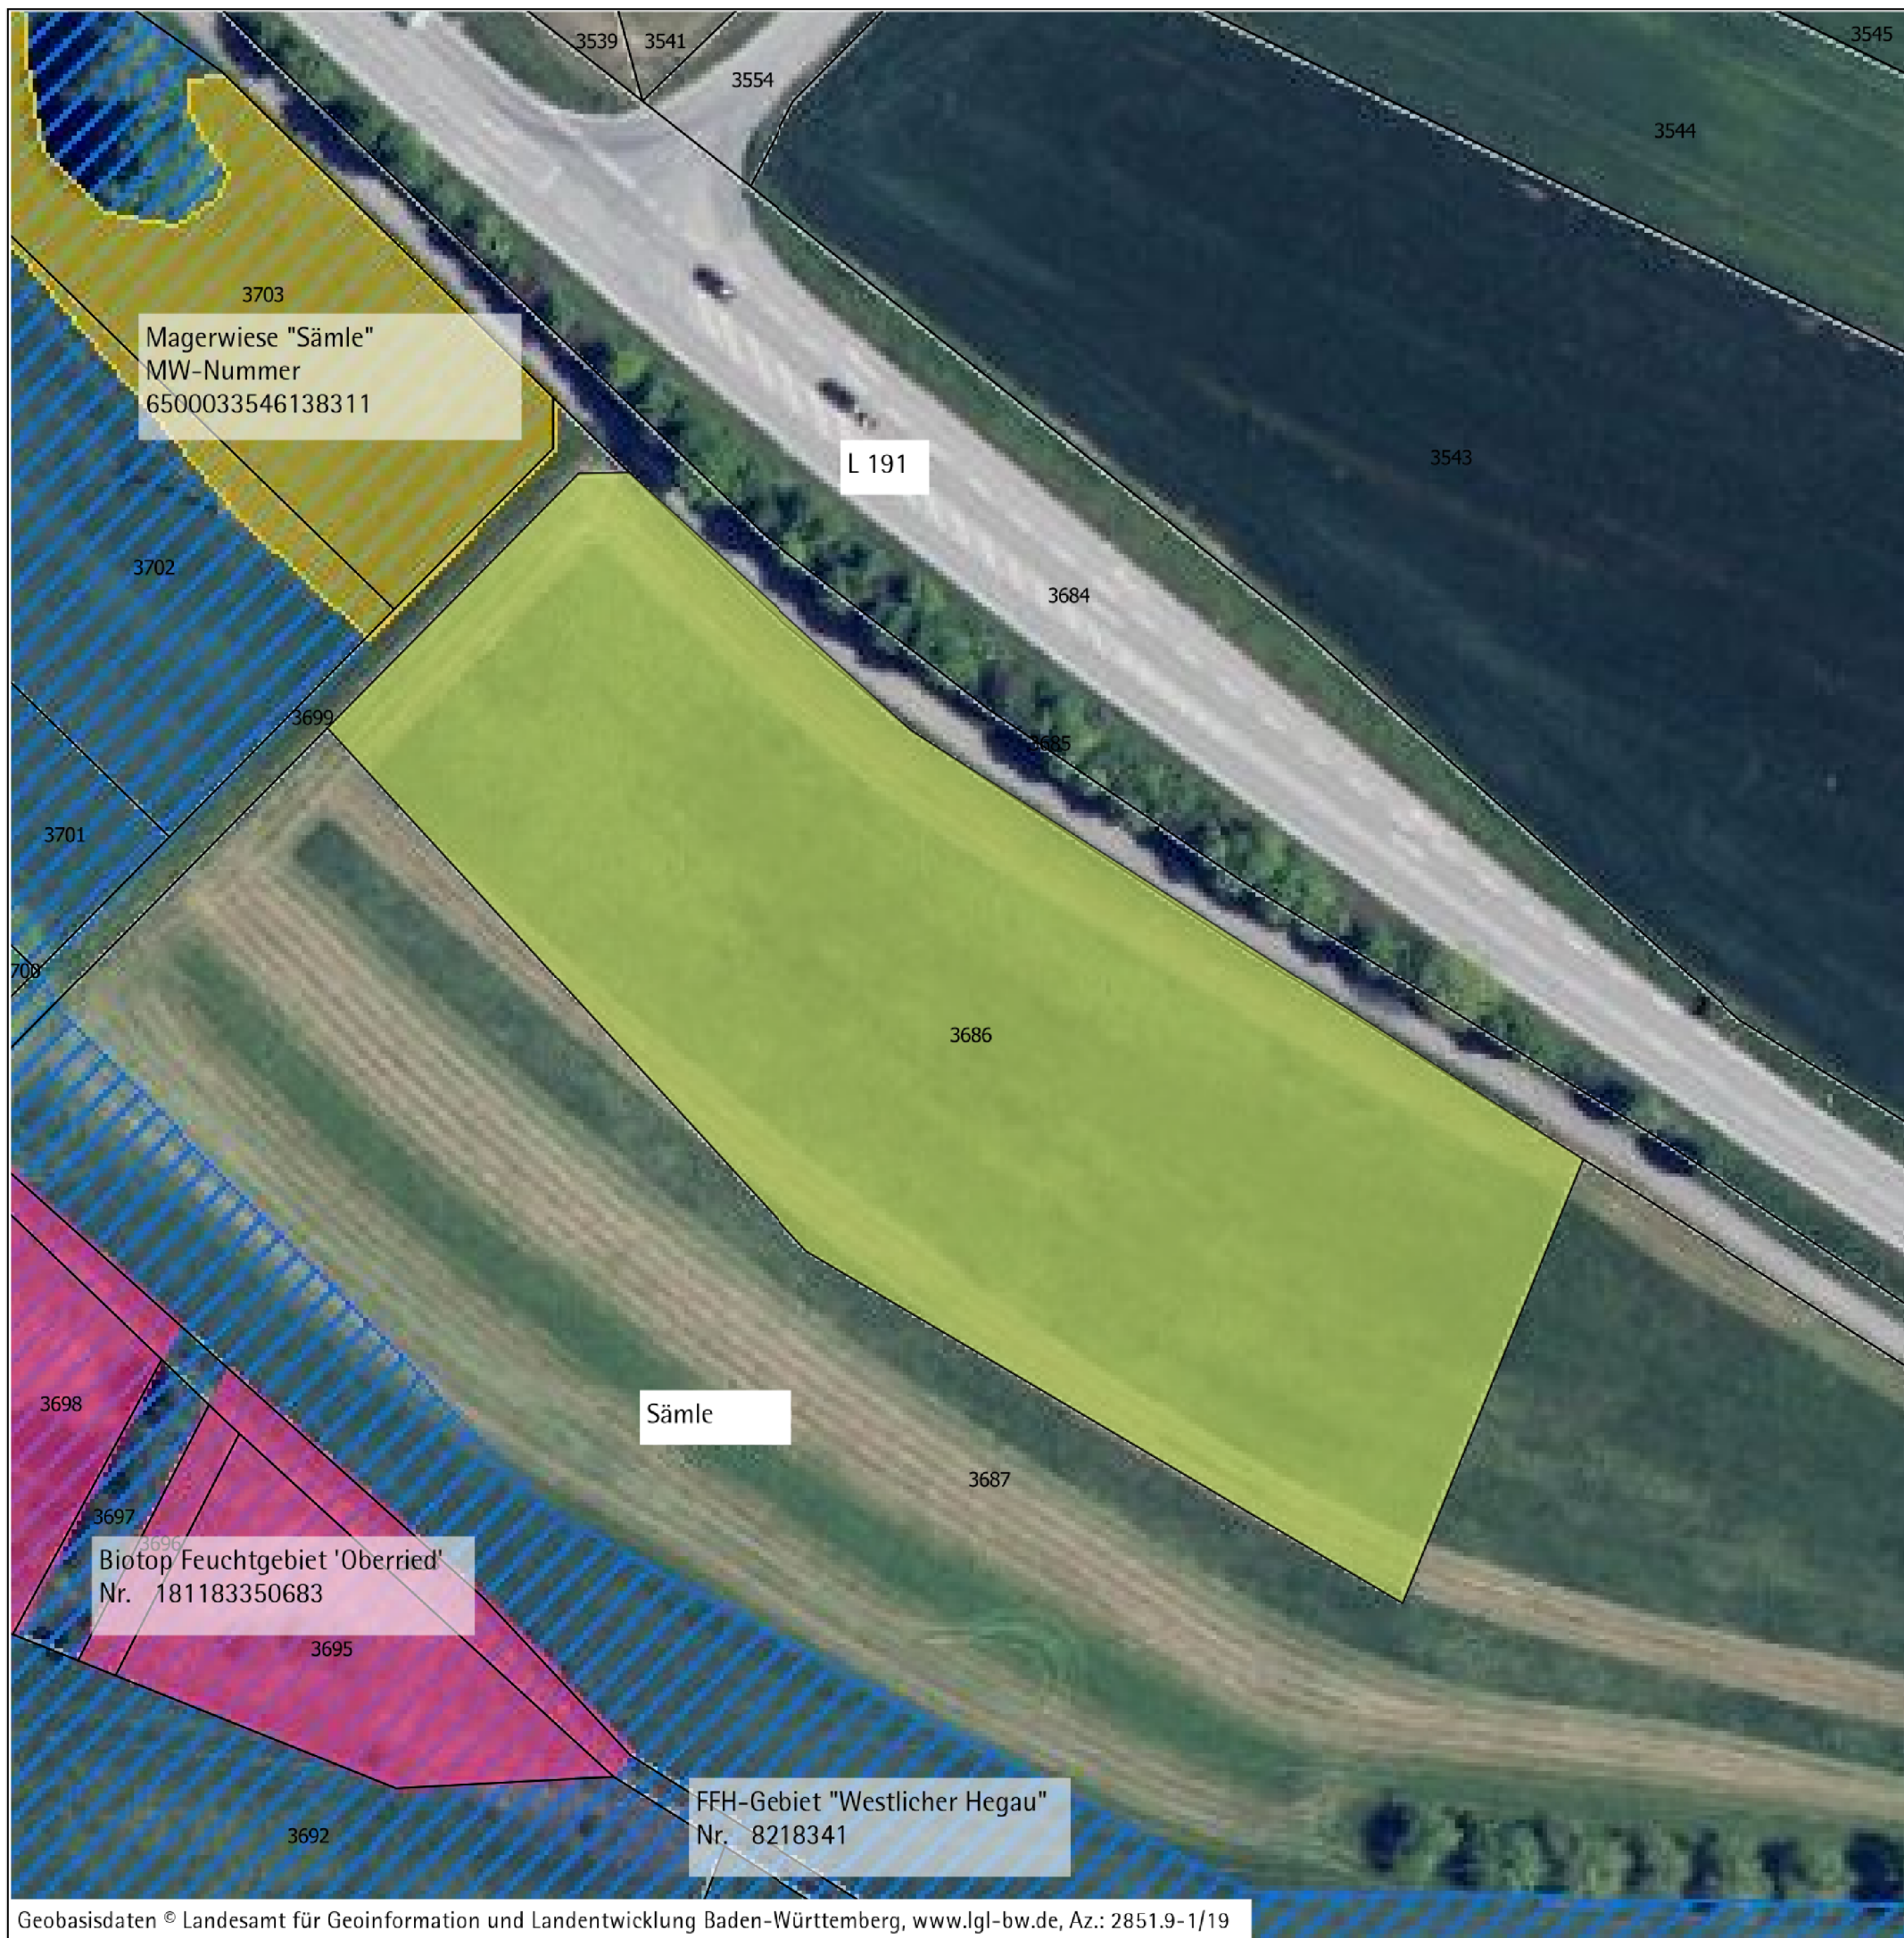 3539
3541
3554
3545
3544
3703
Magerwiese "Sämle"
MW-Nummer
6500033546138311
L 191
3543
3702
3684
3699
3685
3701
700
3686
3698
Sämle
3687
3697
3696
Biotop Feuchtgebiet 'Oberried'
Nr. 181183350683
3695
FFH-Gebiet "Westlicher Hegau"
Nr. 8218341
3692
Geobasisdaten © Landesamt für Geoinformation und Landentwicklung Baden-Württemberg, www.lgl-bw.de, Az.: 2851.9-1/19